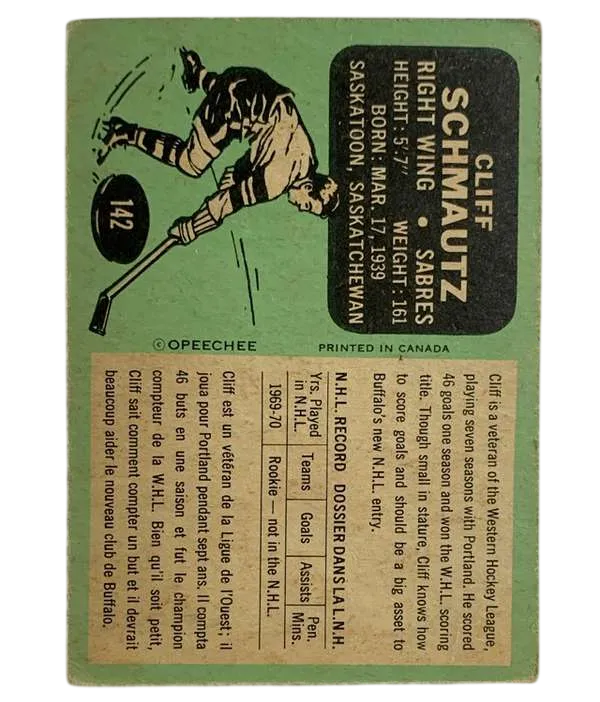 CLIFF
SCHMAUTZ
RIGHT WING • SABRES
HEIGHT: 5'7" WEIGHT: 161
BORN: MAR. 17, 1939
SASKATOON, SASKATCHEWAN
142
© OPEECHEE
PRINTED IN CANADA
Cliff is a veteran of the Western Hockey League,
playing seven seasons with Portland. He scored
46 goals one season and won the W.H.L. scoring
title. Though small in stature, Cliff knows how
to score goals and should be a big asset to
Buffalo's new N.H.L. entry.
N.H.L. RECORD DOSSIER DANS LA L.N.H.
Yrs. Played in N.H.L. Teams Goals Assists Pen. Mins.
1969-70 Rookie — not in the N.H.L.
Cliff est un vétéran de la Ligue de l'Ouest; il
joua pour Portland pendant sept ans. Il compta
46 buts en une saison et fut le champion
compteur de la W.H.L. Bien qu'il soit petit,
Cliff sait comment compter un but et il devrait
beaucoup aider le nouveau club de Buffalo.